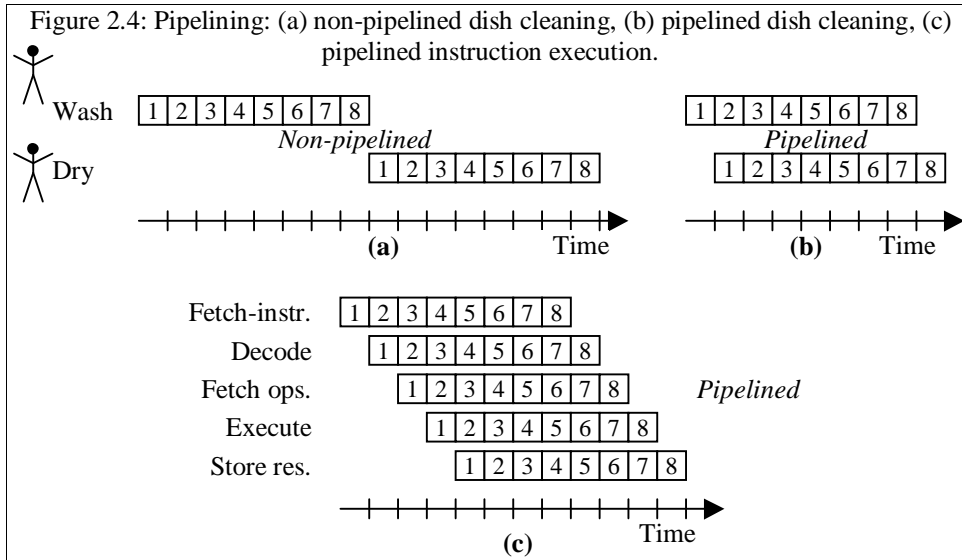 Figure 2.4: Pipelining: (a) non-pipelined dish cleaning, (b) pipelined dish cleaning, (c)
pipelined instruction execution.
Wash 1 2 3 4 5 6 7 8 1 2 3 4 5 6 7 8
Non-pipelined Pipelined
Dry 1 2 3 4 5 6 7 8 1 2 3 4 5 6 7 8
Time Time
(a) (b)
Fetch-instr. 1 2 3 4 5 6 7 8
Decode 1 2 3 4 5 6 7 8
Fetch ops. 1 2 3 4 5 6 7 8 Pipelined
Execute 1 2 3 4 5 6 7 8
Store res. 1 2 3 4 5 6 7 8
Time
(c)